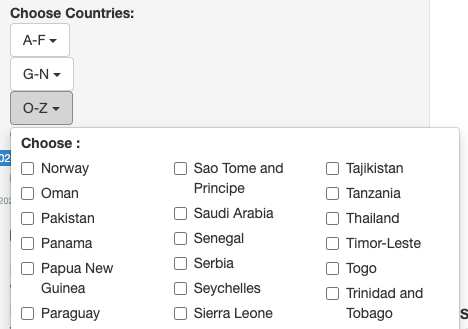 Choose Countries:
A-F
G-N
O-Z
Choose :
Norway
Oman
Pakistan
Panama
Papua New
Guinea
Paraguay
Sao Tome and
Principe
Saudi Arabia
Senegal
Serbia
Seychelles
Sierra Leone
Tajikistan
Tanzania
Thailand
Timor-Leste
Togo
Trinidad and
Tobago